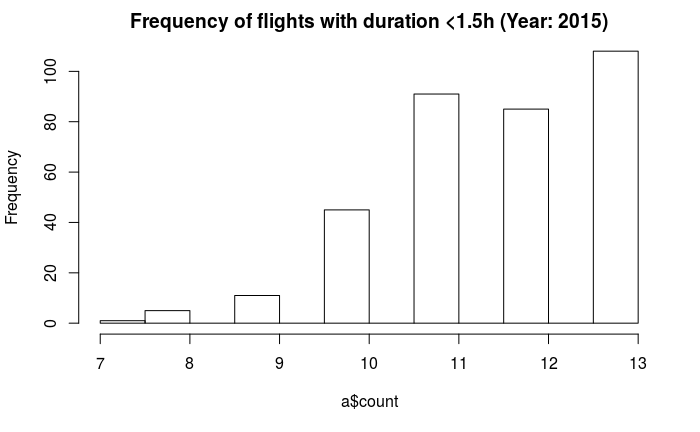 Frequency of flights with duration <1.5h (Year: 2015)
Frequency
100
80
60
40
20
0
7 8 9 10 11 12 13
a$count